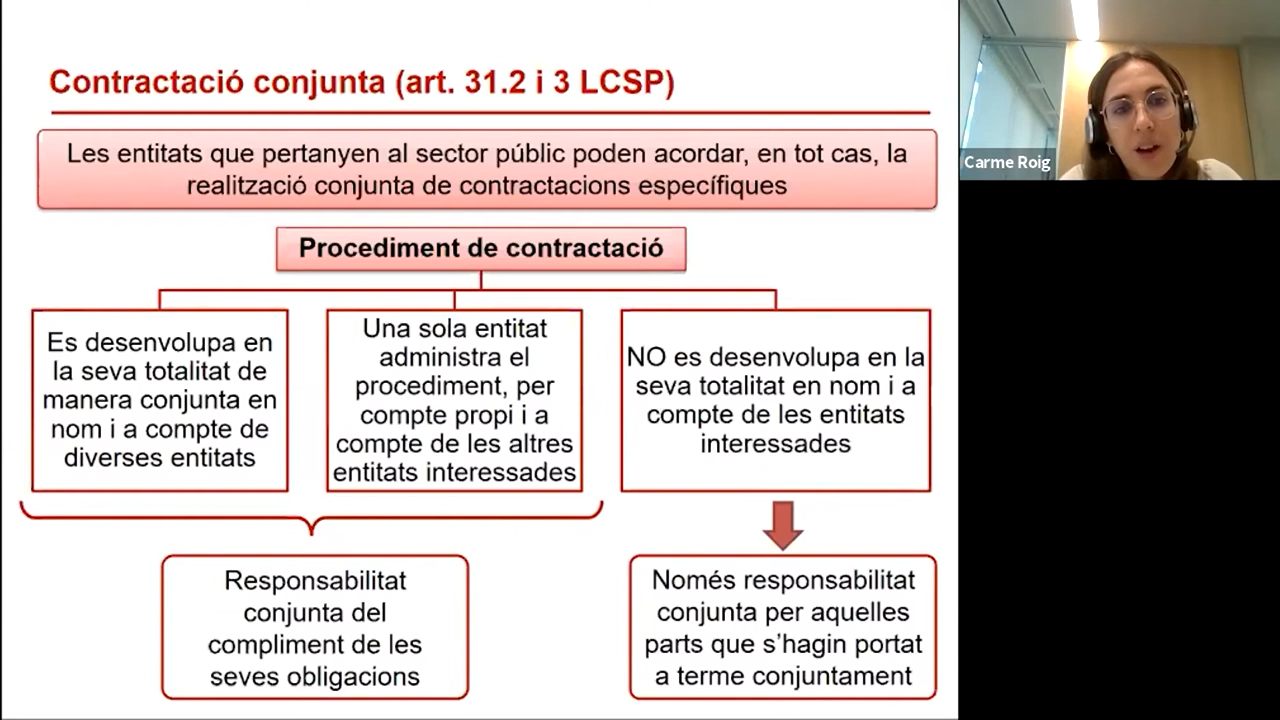 Contractació conjunta (art. 31.2 i 3 LCSP)
Les entitats que pertanyen al sector públic poden acordar, en tot cas, la
realització conjunta de contractacions específiques
Procediment de contractació
Es desenvolupa en
la seva totalitat de
manera conjunta en
nom i a compte de
diverses entitats
Una sola entitat
administra el
procediment, per
compte propi i a
compte de les altres
entitats interessades
NO es desenvolupa en la
seva totalitat en nom i a
compte de les entitats
interessades
Responsabilitat
conjunta del
compliment de les
seves obligacions
Només responsabilitat
conjunta per aquelles
parts que s'hagin portat
a terme conjuntament
Carme Roig